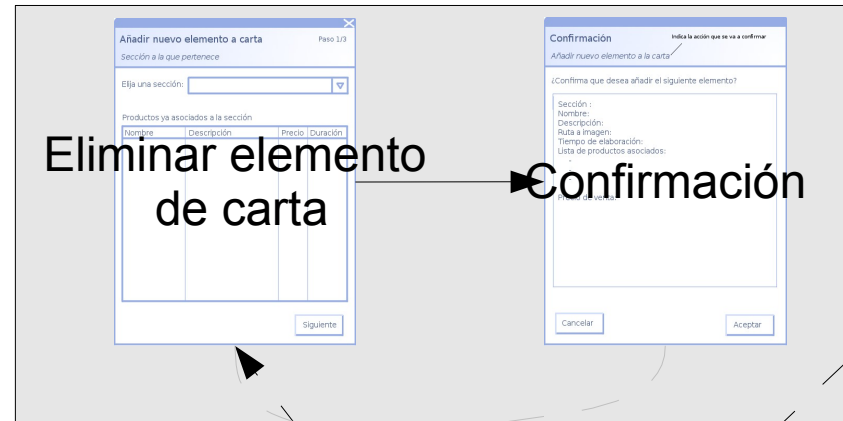 Añadir nuevo elemento a carta
Paso 1/3
Sección a la que pertenece
Elija una sección:
Productos ya asociados a la sección
Nombre Descripción Precio Duración
Eliminar elemento
de carta
Siguiente
Confirmación
Indica la acción que se va a confirmar
Añadir nuevo elemento a la carta
¿Confirma que desea añadir el siguiente elemento?
Sección :
Nombre:
Descripción:
Ruta a imagen:
Tiempo de elaboración:
Lista de productos asociados:
-
-
-
Confirmación
Precio de venta:
Cancelar
Aceptar